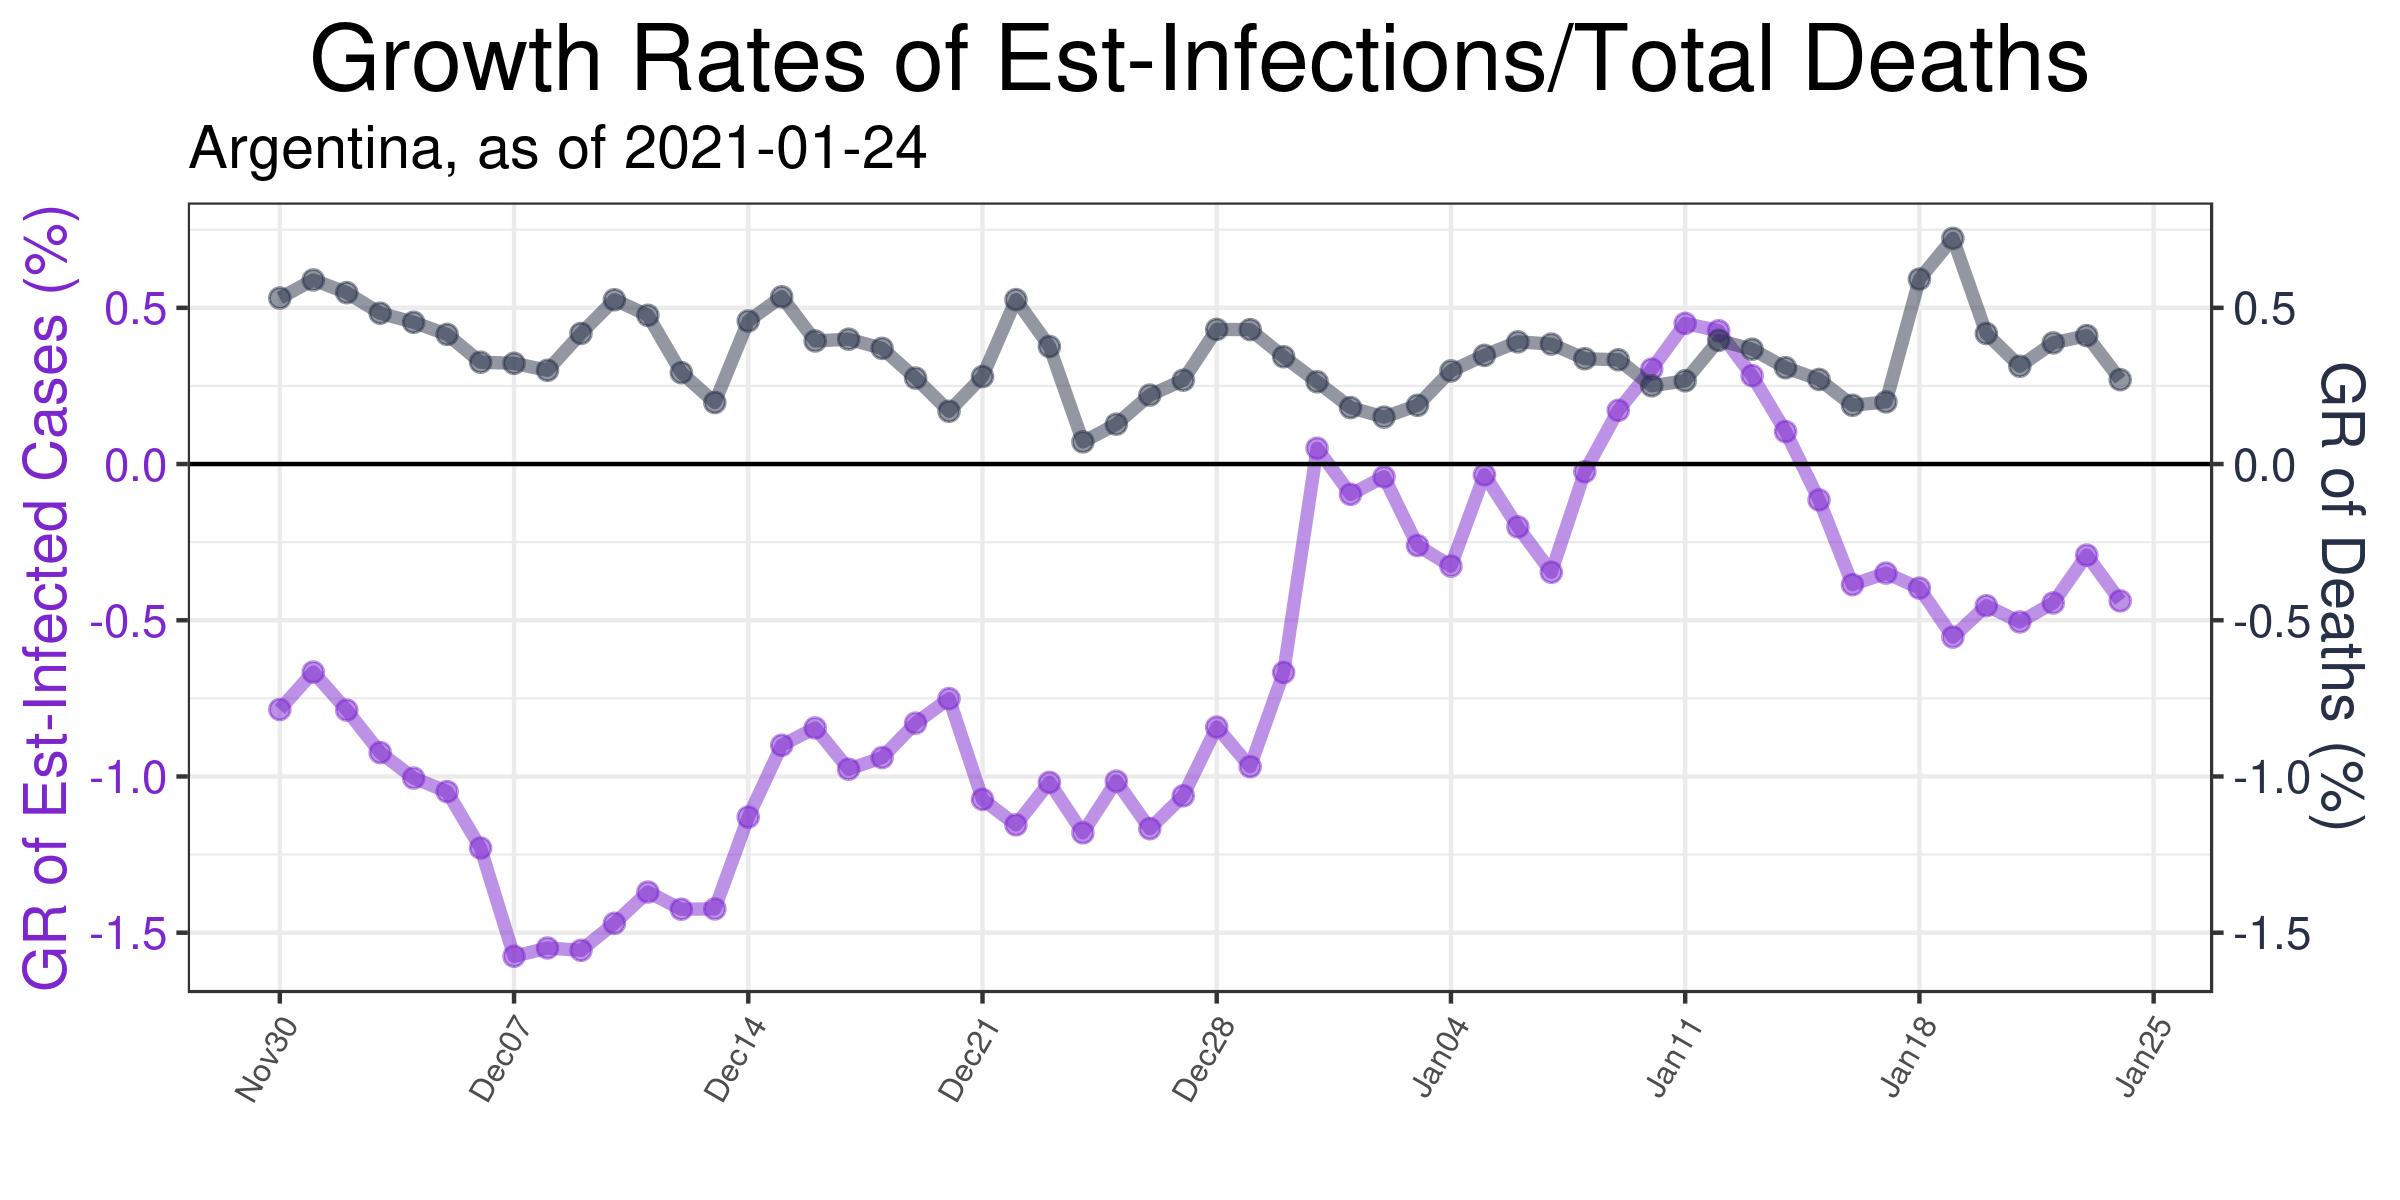 Growth Rates of Est-Infections/Total Deaths
Argentina, as of 2021-01-24
GR of Est-Infected Cases (%)
0.5
0.0
-0.5
-1.0
-1.5
0.5
0.0
-0.5
-1.0
-1.5
GR of Deaths (%)
Nov30
Dec07
Dec14
Dec21
Dec28
Jan04
Jan11
Jan18
Jan25